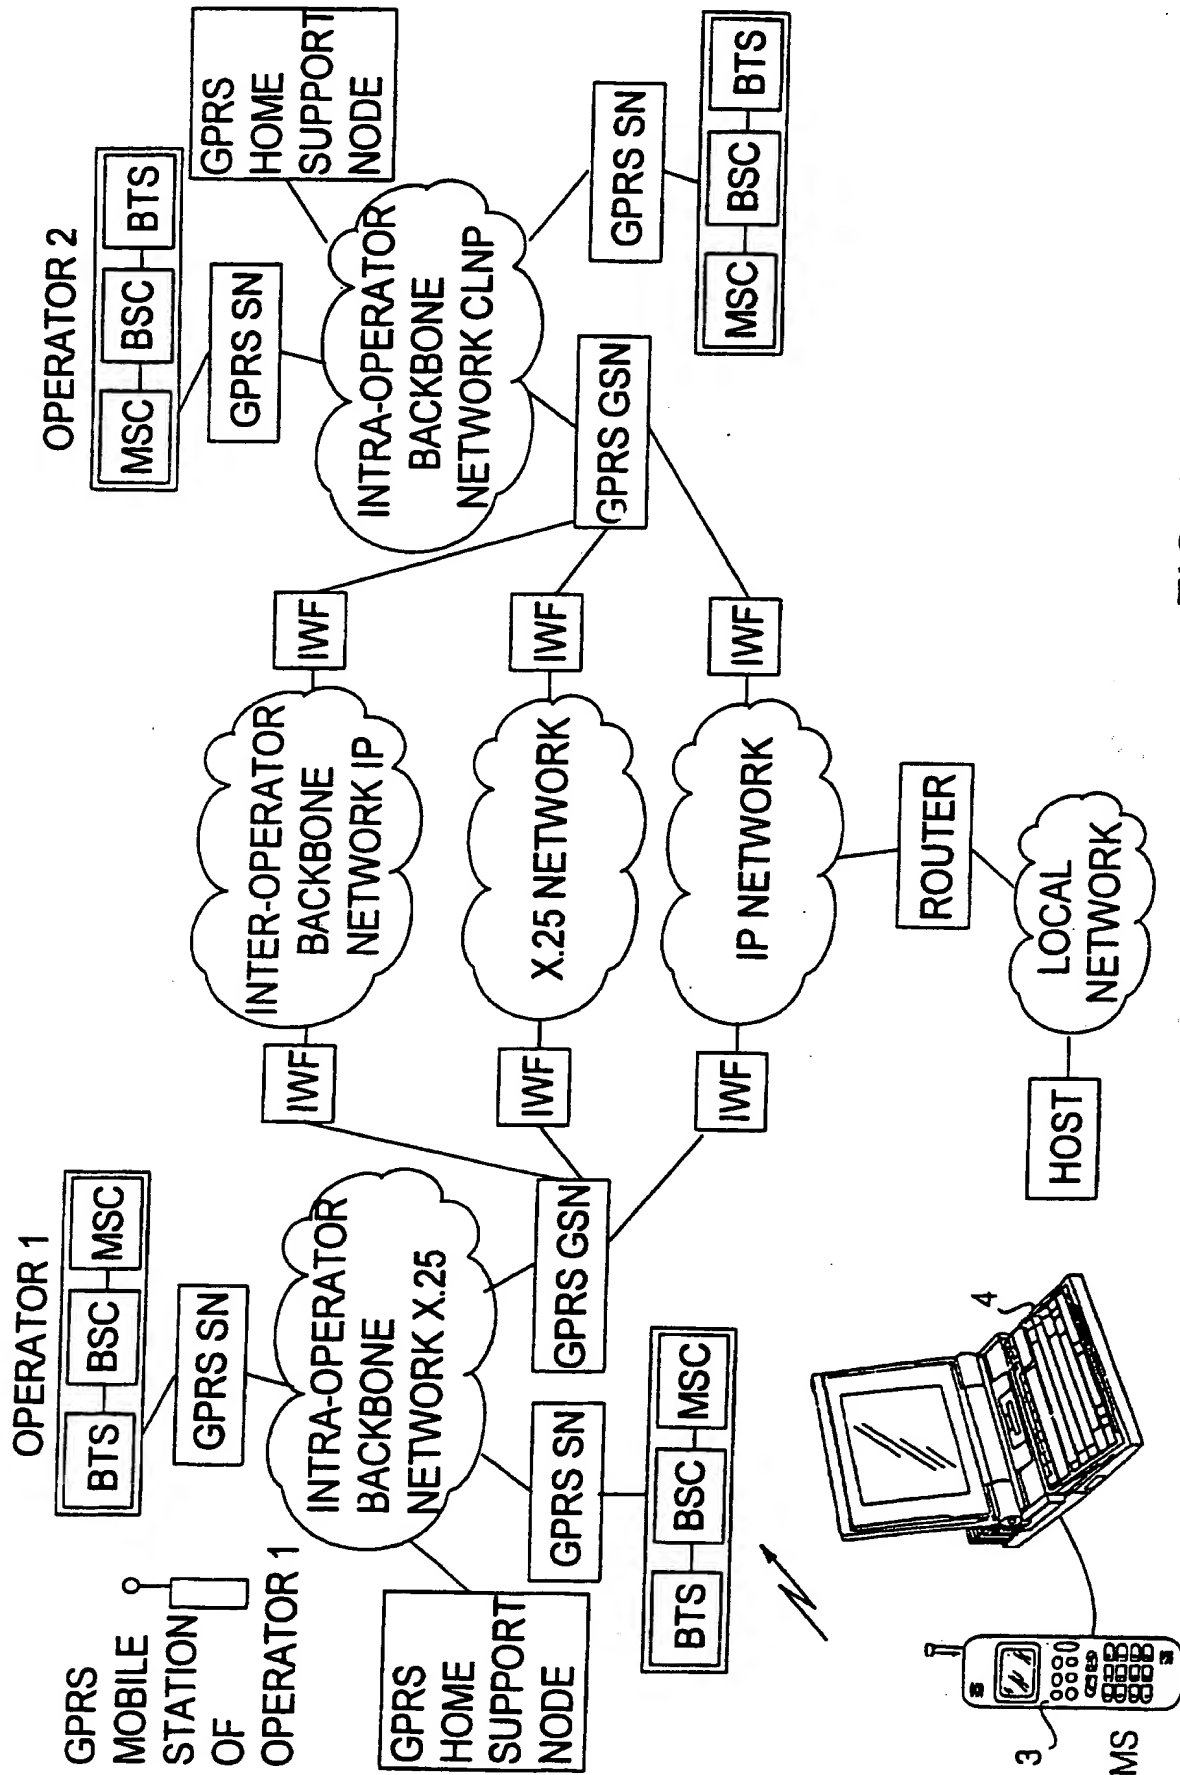 GPRS
MOBILE
STATION
OF
OPERATOR 1
OPERATOR 1
BTS
BSC
MSC
GPRS SN
INTRA-OPERATOR
BACKBONE
NETWORK X.25
GPRS
HOME
SUPPORT
NODE
GPRS SN
GPRS GSN
BTS
BSC
MSC
IWF
IWF
IWF
INTER-OPERATOR
BACKBONE
NETWORK IP
X.25 NETWORK
IP NETWORK
IWF
IWF
IWF
OPERATOR 2
MSC
BSC
BTS
GPRS SN
GPRS
HOME
SUPPORT
NODE
INTRA-OPERATOR
BACKBONE
NETWORK CLNP
GPRS GSN
GPRS SN
MSC
BSC
BTS
ROUTER
LOCAL
NETWORK
HOST
3
MS
4